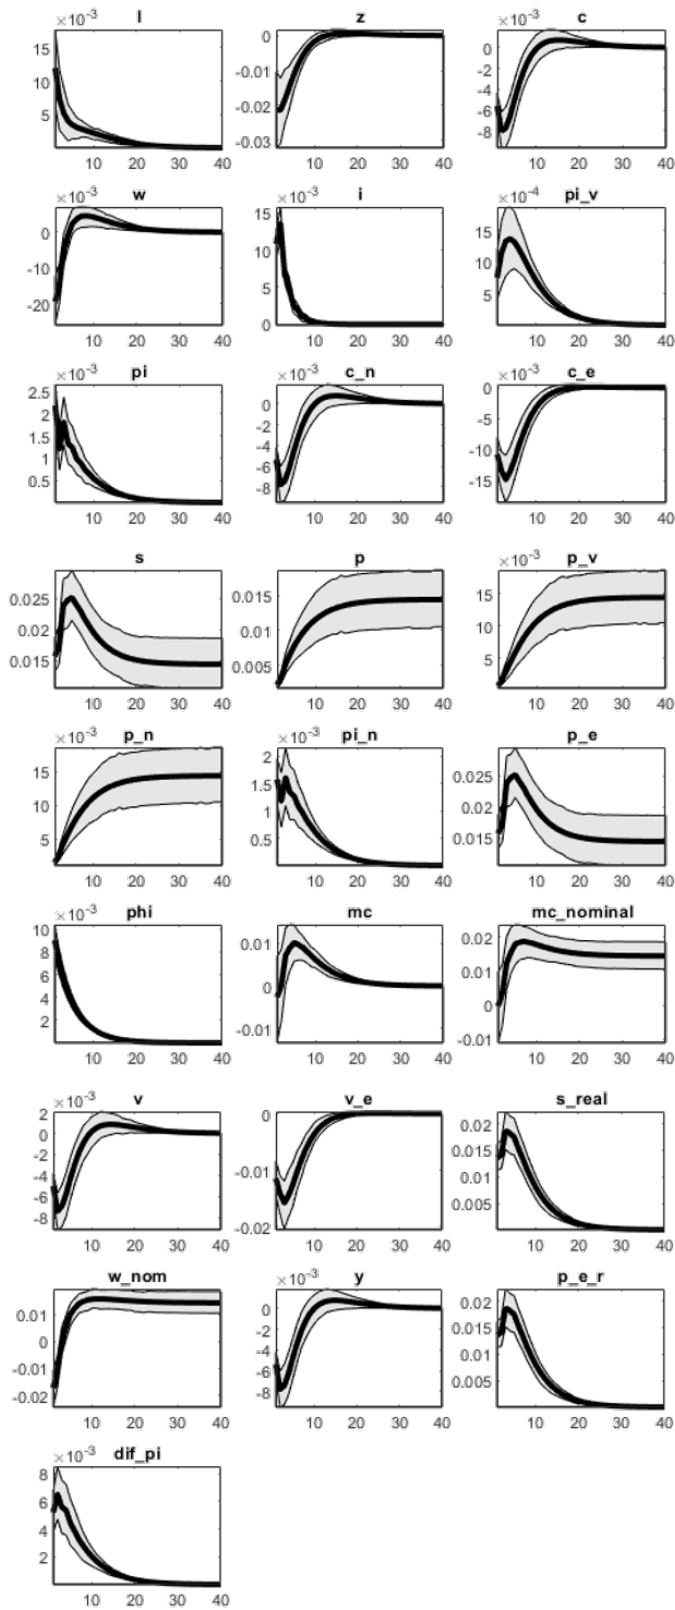 l z c
×10⁻³ ×10⁻³
15 0 0
10 -0.01 -2
5 -0.02 -4
-0.03 -6
-8
10 20 30 40 10 20 30 40 10 20 30 40
w i pi_v
×10⁻³ ×10⁻³ ×10⁻⁴
0 15 15
-10 10 10
-20 5 5
0
10 20 30 40 10 20 30 40 10 20 30 40
pi c_n c_e
×10⁻³ ×10⁻³ ×10⁻³
2.5 0 0
2 -2 -5
1.5 -4 -10
1 -6 -15
0.5 -8
10 20 30 40 10 20 30 40 10 20 30 40
s p p_v
×10⁻³
0.025 0.015 15
0.02 0.01 10
0.015 0.005 5
10 20 30 40 10 20 30 40 10 20 30 40
p_n pi_n p_e
×10⁻³ ×10⁻³
15 2 0.025
10 1.5 0.02
5 1 0.015
0.5
10 20 30 40 10 20 30 40 10 20 30 40
phi mc mc_nominal
×10⁻³
10 0.01 0.02
8 0 0.01
6 -0.01 0
4 -0.01
2
10 20 30 40 10 20 30 40 10 20 30 40
v v_e s_real
×10⁻³
2 0 0.02
0 -0.01 0.015
-2 -0.02 0.01
-4 0.005
-6
-8
10 20 30 40 10 20 30 40 10 20 30 40
w_nom y p_e_r
×10⁻³
0.01 0 0.02
0 -2 0.015
-0.01 -4 0.01
-0.02 -6 0.005
-8
10 20 30 40 10 20 30 40 10 20 30 40
dif_pi
×10⁻³
8
6
4
2
10 20 30 40